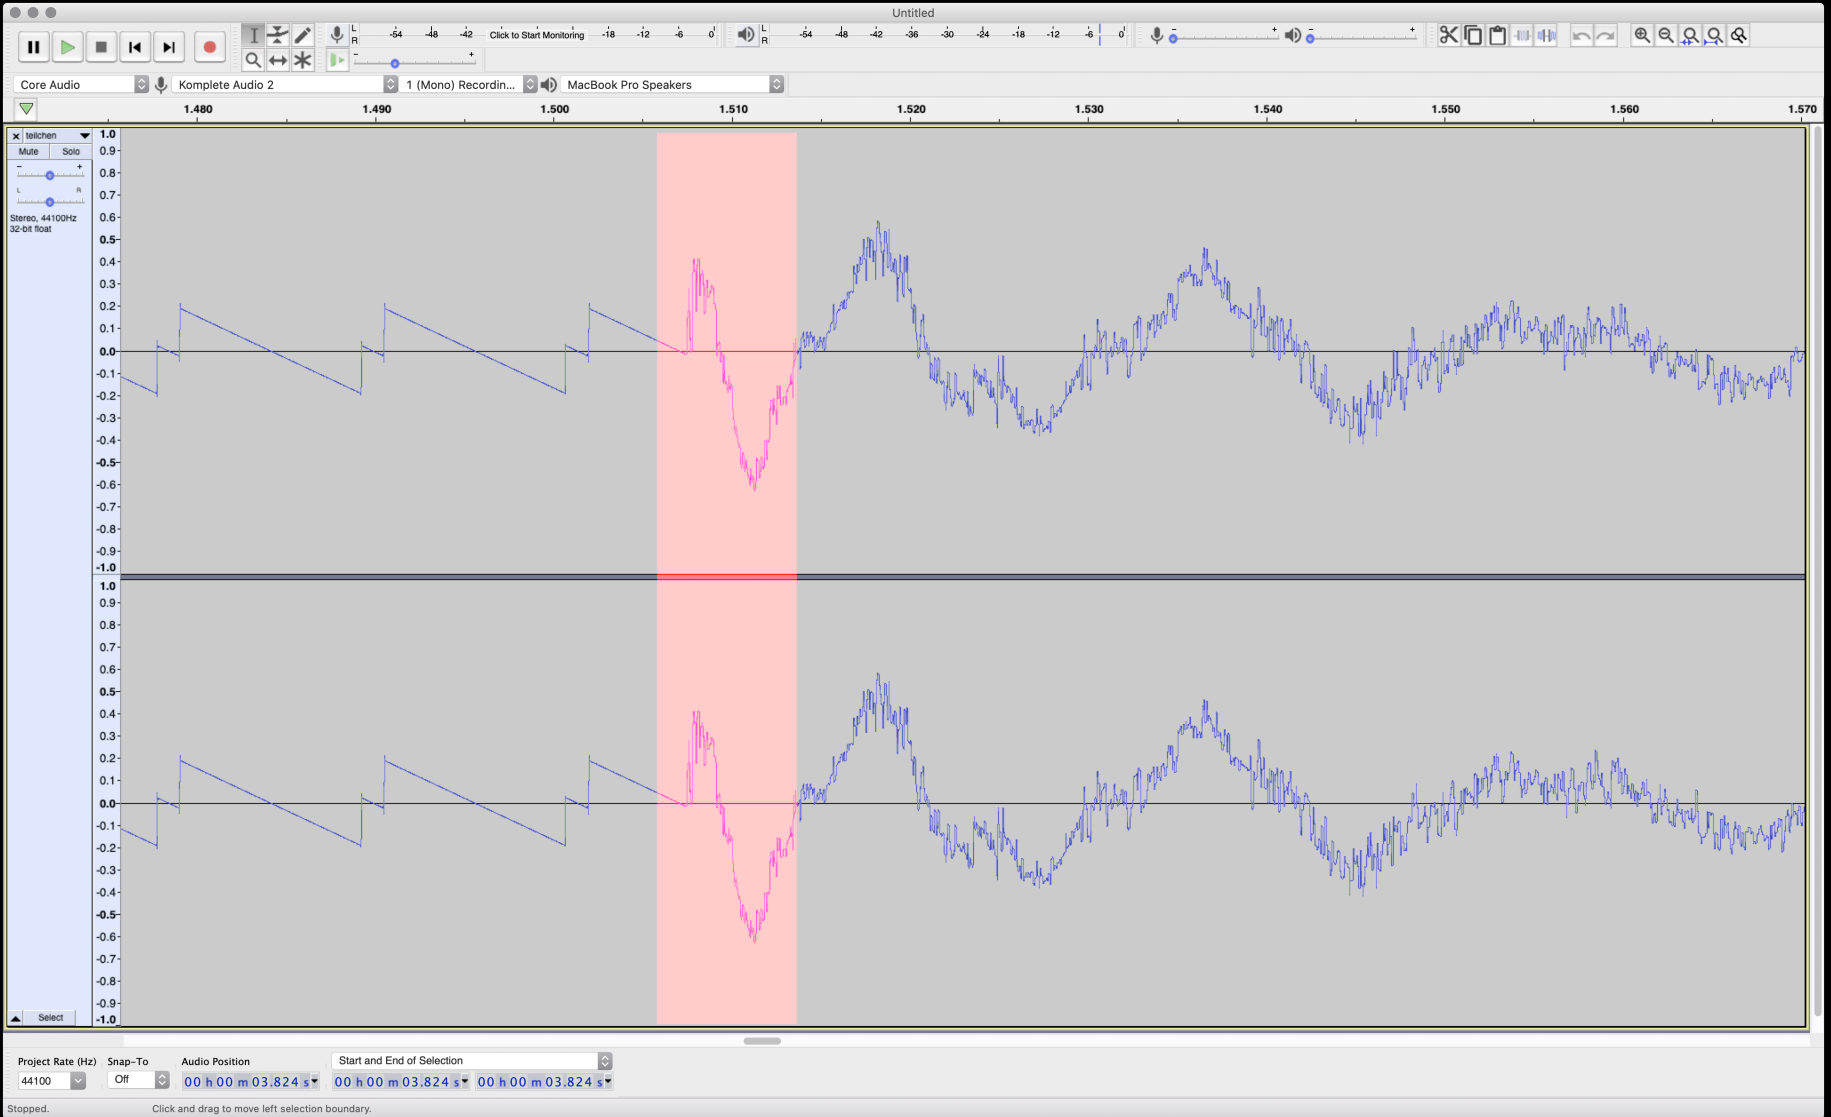 Untitled
L
R
-54 -48 -42 Click to Start Monitoring -18 -12 -6 0
L
R
-54 -48 -42 -36 -30 -24 -18 -12 -6 0
- +
- +
- +
Core Audio Komplete Audio 2 1 (Mono) Recordin... MacBook Pro Speakers
1.480 1.490 1.500 1.510 1.520 1.530 1.540 1.550 1.560 1.570
teilchen
Mute Solo
- +
L R
Stereo, 44100Hz
32-bit float
1.0
0.9
0.8
0.7
0.6
0.5
0.4
0.3
0.2
0.1
0.0
-0.1
-0.2
-0.3
-0.4
-0.5
-0.6
-0.7
-0.8
-0.9
-1.0
1.0
0.9
0.8
0.7
0.6
0.5
0.4
0.3
0.2
0.1
0.0
-0.1
-0.2
-0.3
-0.4
-0.5
-0.6
-0.7
-0.8
-0.9
-1.0
Select
Project Rate (Hz) Snap-To Audio Position Start and End of Selection
44100 Off 00 h 00 m 03.824 s 00 h 00 m 03.824 s 00 h 00 m 03.824 s
Stopped. Click and drag to move left selection boundary.